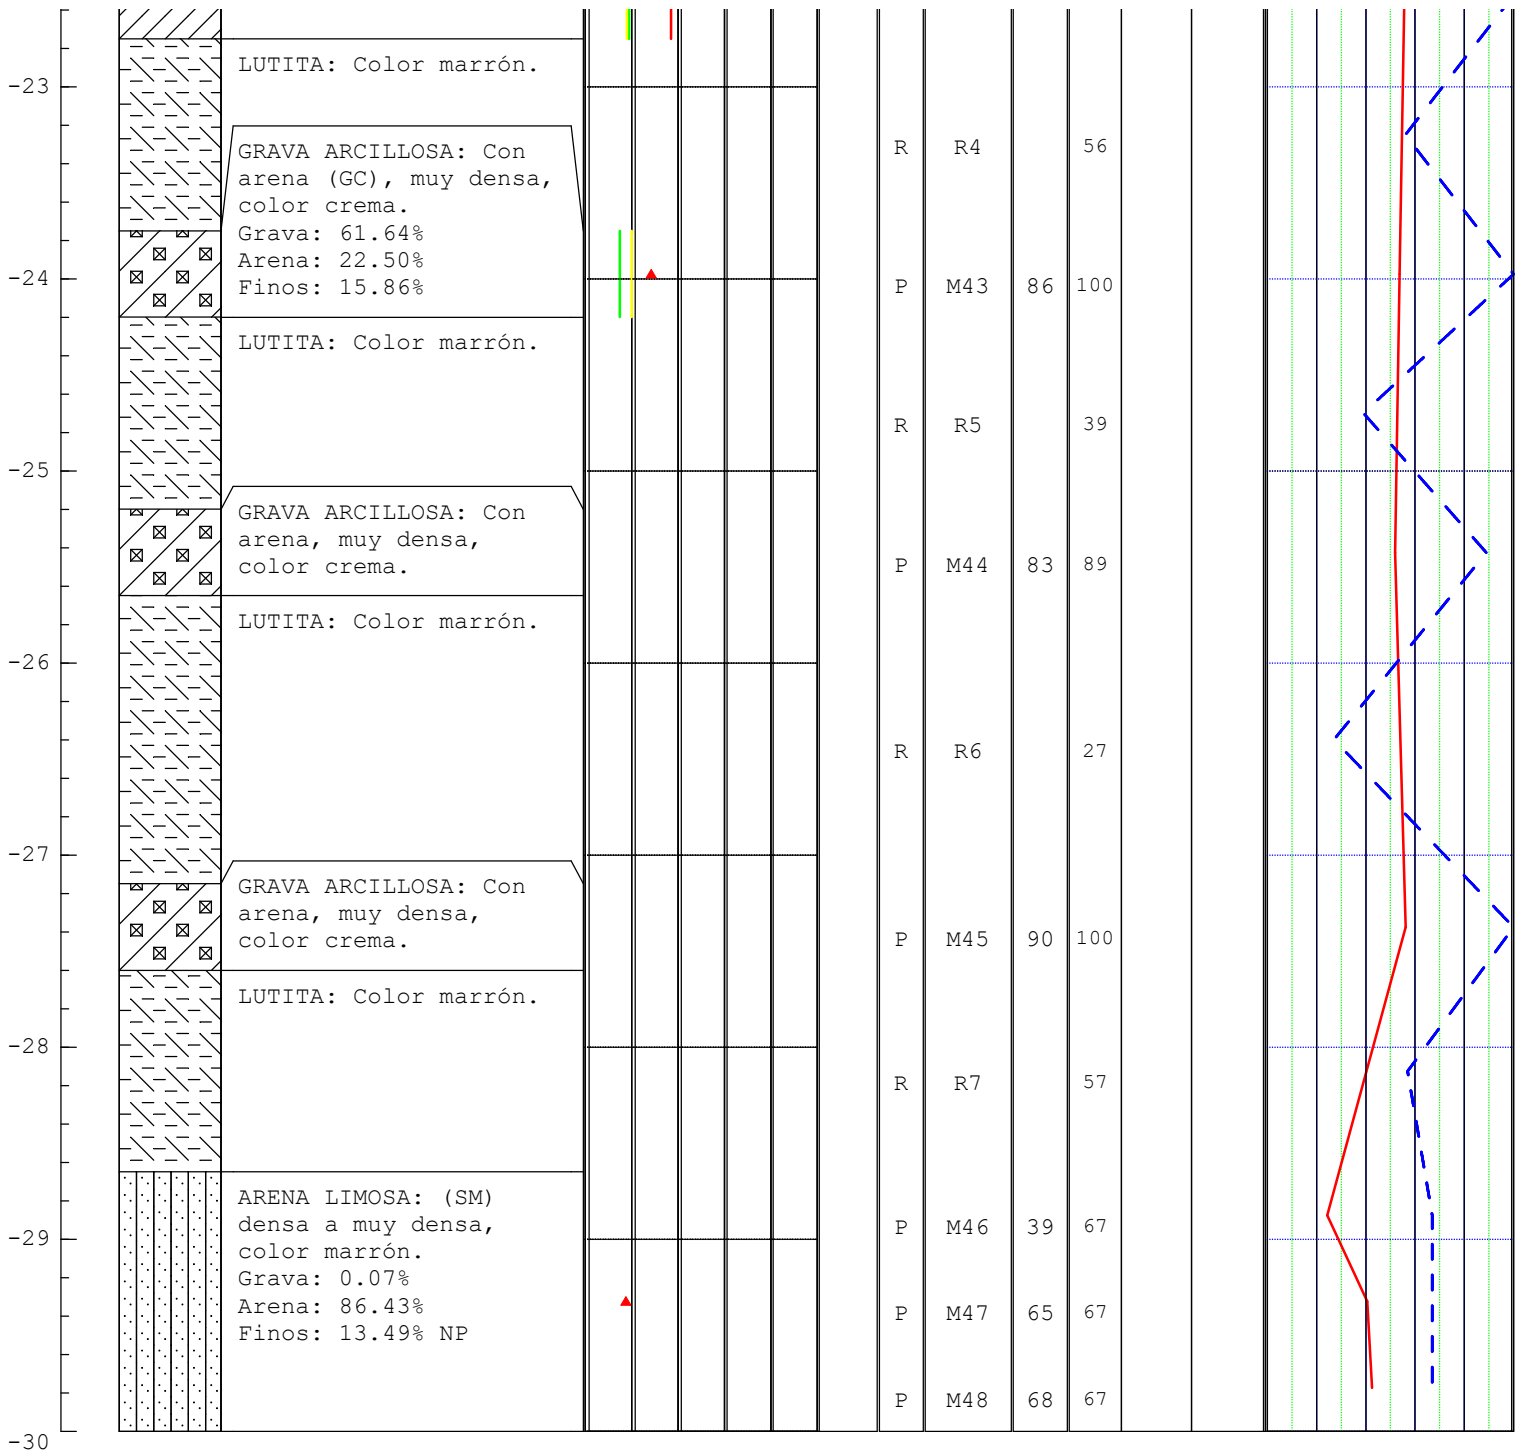 LUTITA: Color marrón.
-23
GRAVA ARCILLOSA: Con
arena (GC), muy densa,
color crema.
Grava: 61.64%
Arena: 22.50%
Finos: 15.86%
R R4 56
-24
P M43 86 100
LUTITA: Color marrón.
R R5 39
-25
GRAVA ARCILLOSA: Con
arena, muy densa,
color crema.
P M44 83 89
LUTITA: Color marrón.
-26
R R6 27
-27
GRAVA ARCILLOSA: Con
arena, muy densa,
color crema.
P M45 90 100
LUTITA: Color marrón.
-28
R R7 57
ARENA LIMOSA: (SM)
densa a muy densa,
color marrón.
Grava: 0.07%
Arena: 86.43%
Finos: 13.49% NP
P M46 39 67
-29
P M47 65 67
P M48 68 67
-30